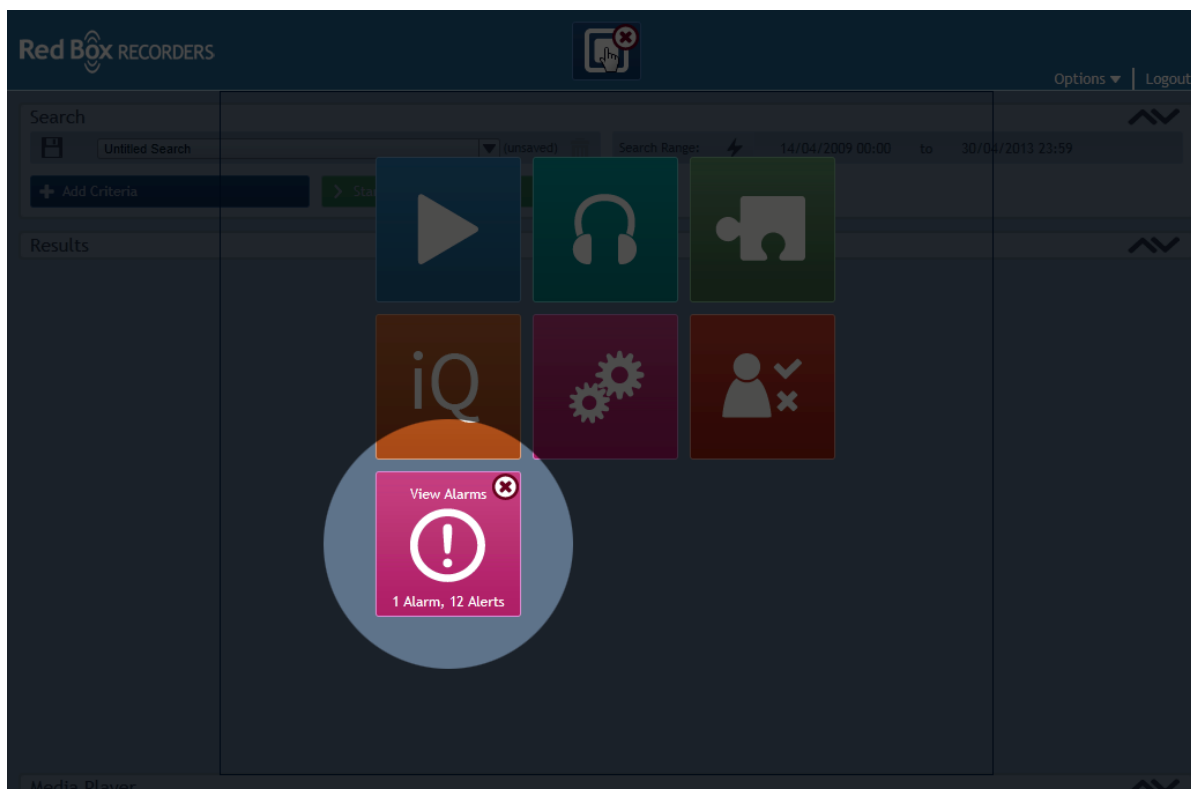 Red Box RECORDERS
Options ▼ | Logout
Search
Untitled Search ▼ (unsaved) Search Range: 14/04/2009 00:00 to 30/04/2013 23:59
+ Add Criteria > Sta
Results
iQ
View Alarms
1 Alarm, 12 Alerts
Media Player